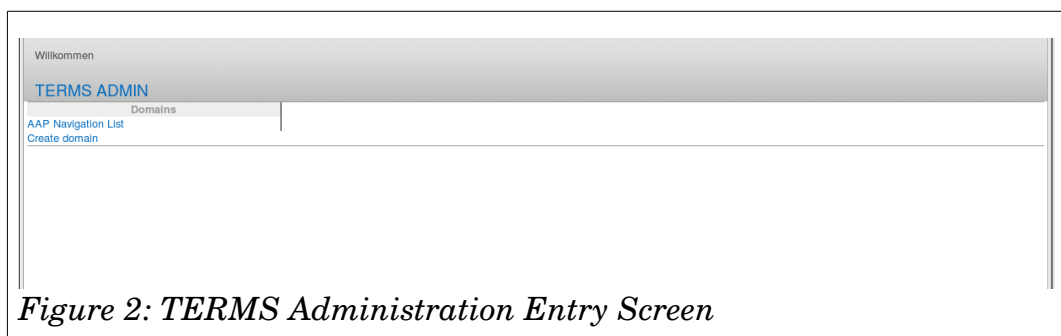 Willkommen
TERMS ADMIN
Domains
AAP Navigation List
Create domain
Figure 2: TERMS Administration Entry Screen